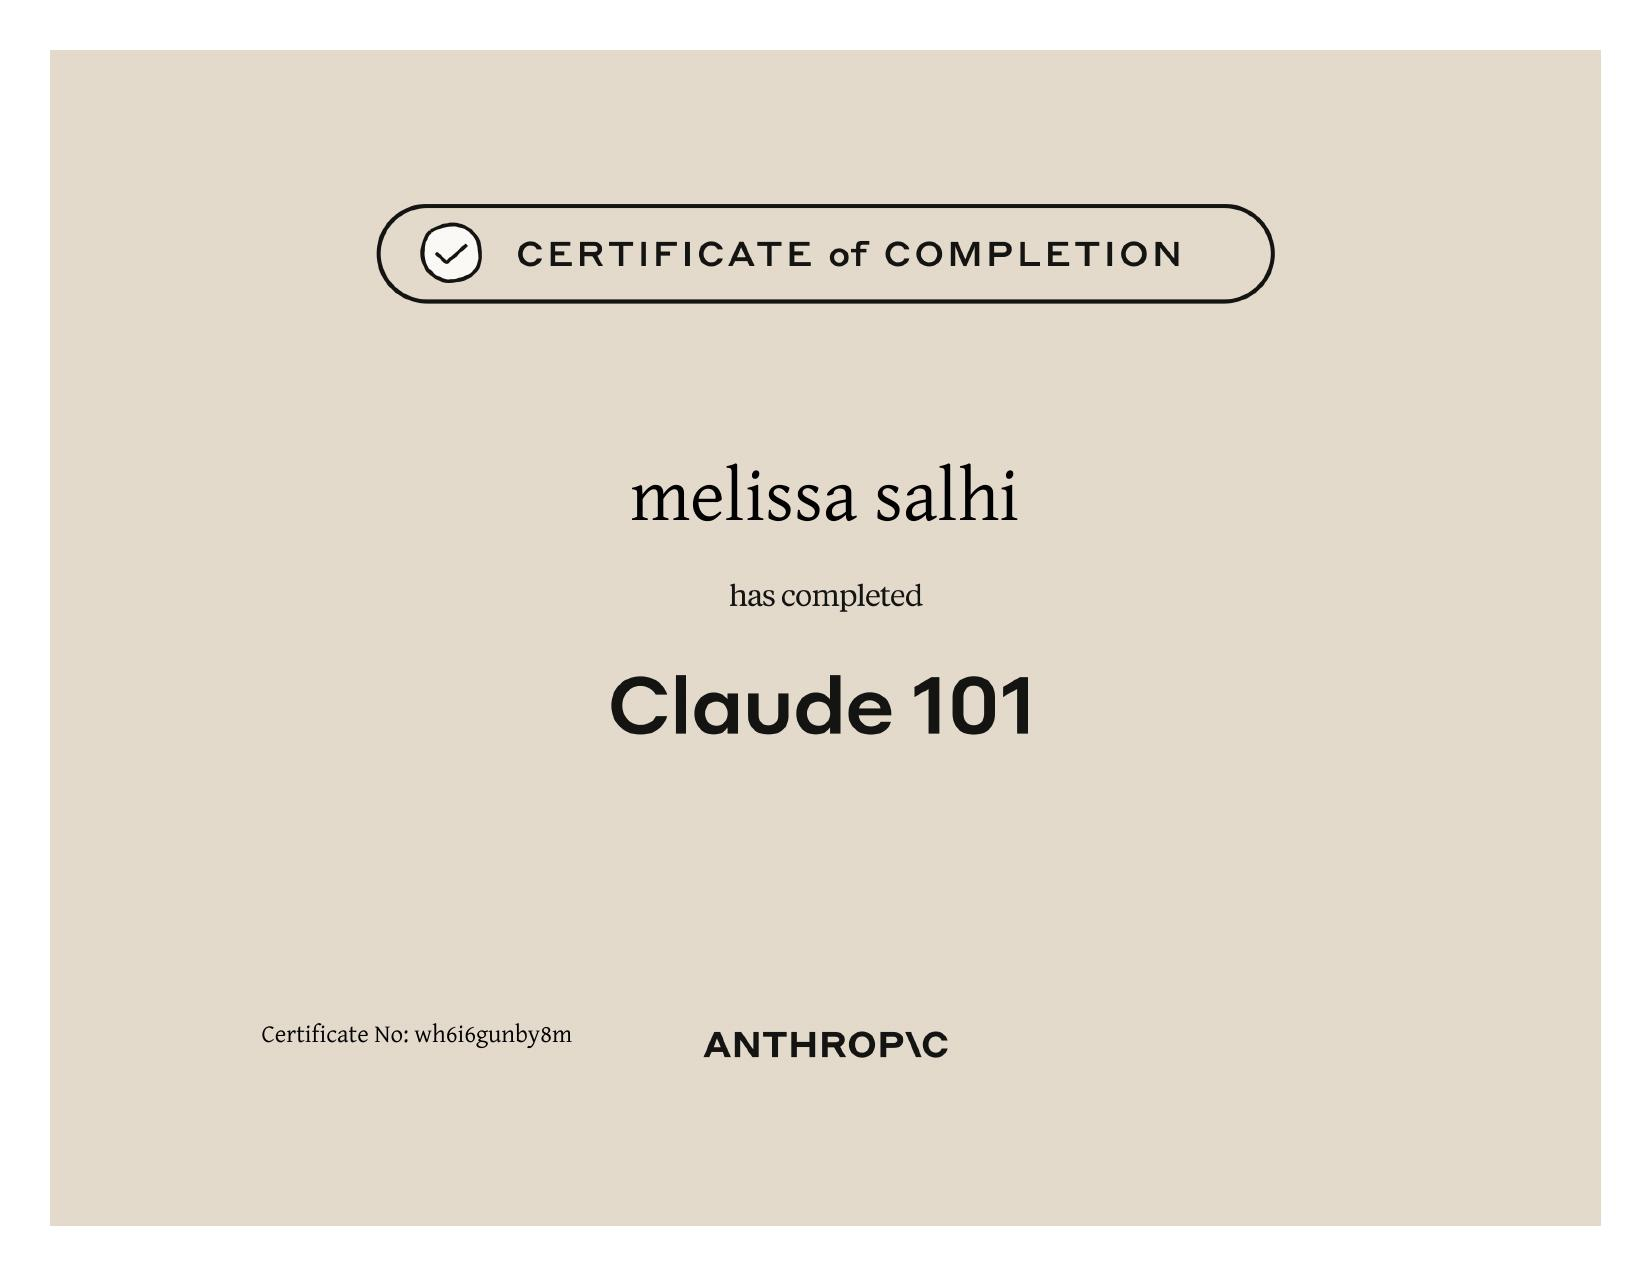 CERTIFICATE of COMPLETION
melissa salhi
has completed
Claude 101
Certificate No: wh6i6gunby8m
ANTHROP\C